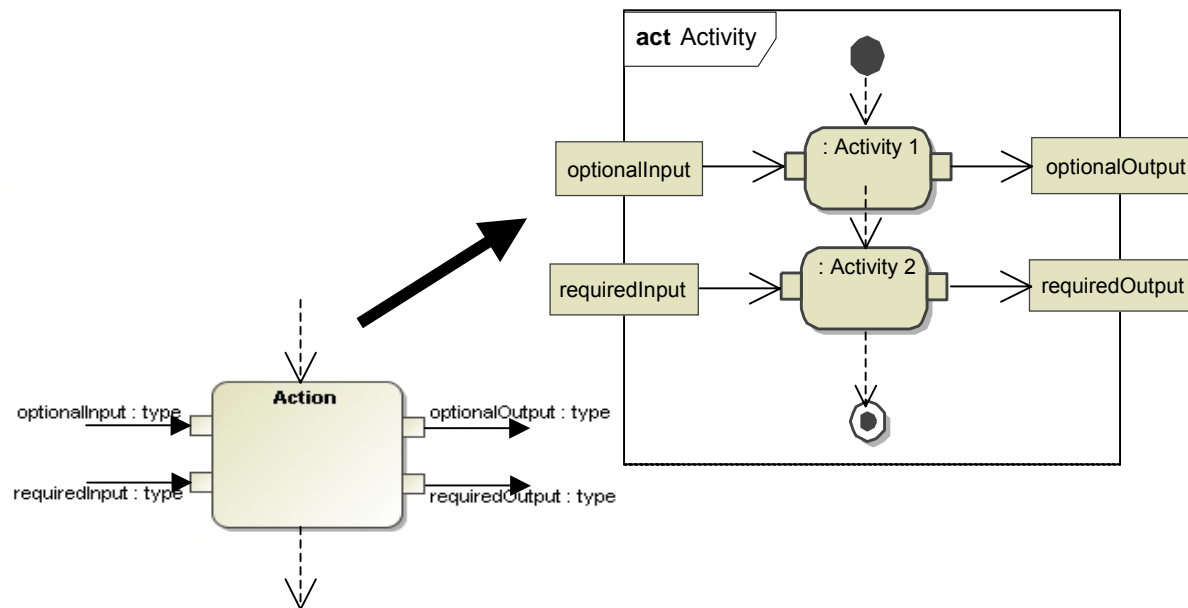 act Activity
: Activity 1
optionalInput
optionalOutput
: Activity 2
requiredInput
requiredOutput
Action
optionalInput : type
optionalOutput : type
requiredInput : type
requiredOutput : type